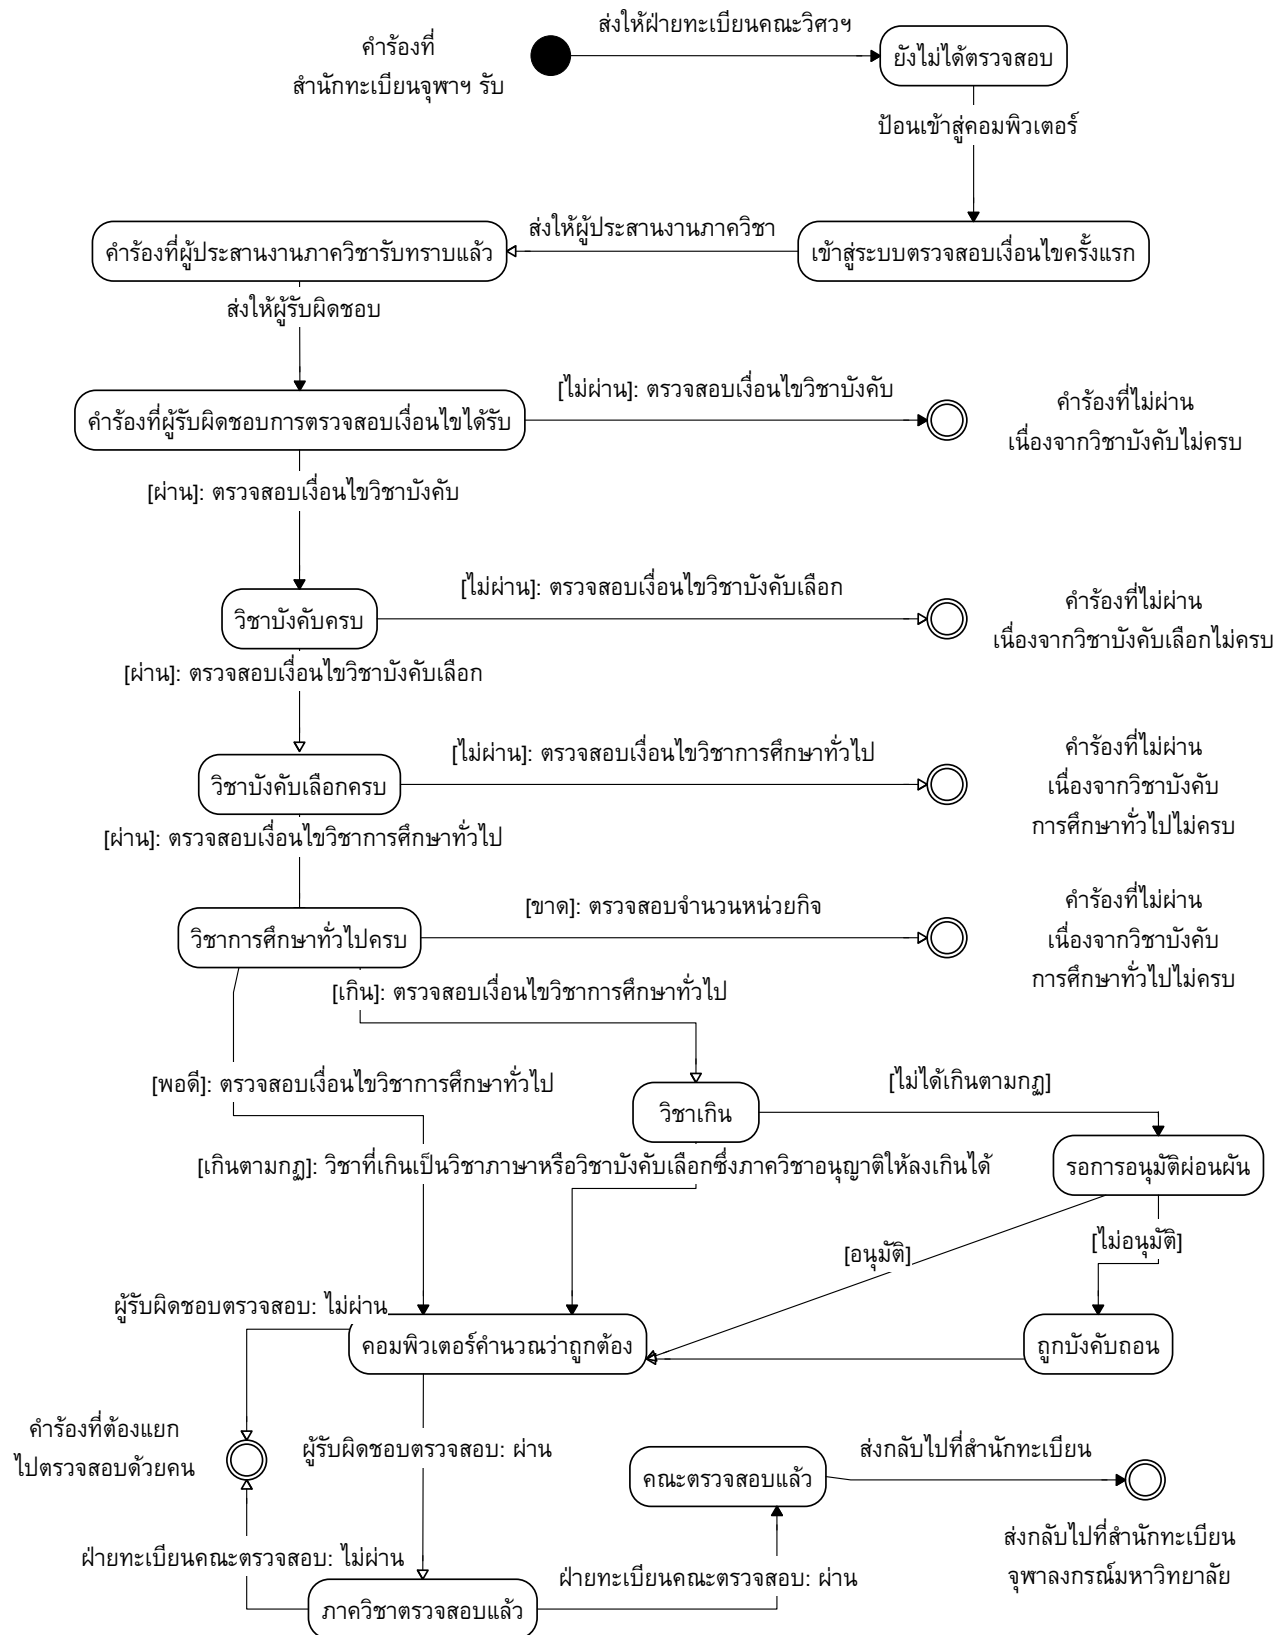 ส่งให้ฝ่ายทะเบียนคณะวิศวฯ
คำร้องที่
สำนักทะเบียนจุฬาฯ รับ
ยังไม่ได้ตรวจสอบ
ป้อนเข้าสู่คอมพิวเตอร์
ส่งให้ผู้ประสานงานภาควิชา
คำร้องที่ผู้ประสานงานภาควิชารับทราบแล้ว
เข้าสู่ระบบตรวจสอบเงื่อนไขครั้งแรก
ส่งให้ผู้รับผิดชอบ
[ไม่ผ่าน]: ตรวจสอบเงื่อนไขวิชาบังคับ
คำร้องที่ผู้รับผิดชอบการตรวจสอบเงื่อนไขได้รับ
คำร้องที่ไม่ผ่าน
เนื่องจากวิชาบังคับไม่ครบ
[ผ่าน]: ตรวจสอบเงื่อนไขวิชาบังคับ
[ไม่ผ่าน]: ตรวจสอบเงื่อนไขวิชาบังคับเลือก
วิชาบังคับครบ
คำร้องที่ไม่ผ่าน
เนื่องจากวิชาบังคับเลือกไม่ครบ
[ผ่าน]: ตรวจสอบเงื่อนไขวิชาบังคับเลือก
[ไม่ผ่าน]: ตรวจสอบเงื่อนไขวิชาการศึกษาทั่วไป
วิชาบังคับเลือกครบ
คำร้องที่ไม่ผ่าน
เนื่องจากวิชาบังคับ
การศึกษาทั่วไปไม่ครบ
[ผ่าน]: ตรวจสอบเงื่อนไขวิชาการศึกษาทั่วไป
[ขาด]: ตรวจสอบจำนวนหน่วยกิจ
วิชาการศึกษาทั่วไปครบ
คำร้องที่ไม่ผ่าน
เนื่องจากวิชาบังคับ
การศึกษาทั่วไปไม่ครบ
[เกิน]: ตรวจสอบเงื่อนไขวิชาการศึกษาทั่วไป
[พอดี]: ตรวจสอบเงื่อนไขวิชาการศึกษาทั่วไป
[ไม่ได้เกินตามกฎ]
วิชาเกิน
[เกินตามกฎ]: วิชาที่เกินเป็นวิชาภาษาหรือวิชาบังคับเลือกซึ่งภาควิชาอนุญาติให้ลงเกินได้
รอการอนุมัติผ่อนผัน
[อนุมัติ]
[ไม่อนุมัติ]
ผู้รับผิดชอบตรวจสอบ: ไม่ผ่าน
คอมพิวเตอร์คำนวณว่าถูกต้อง
ถูกบังคับถอน
คำร้องที่ต้องแยก
ไปตรวจสอบด้วยคน
ผู้รับผิดชอบตรวจสอบ: ผ่าน
ส่งกลับไปที่สำนักทะเบียน
คณะตรวจสอบแล้ว
ส่งกลับไปที่สำนักทะเบียน
จุฬาลงกรณ์มหาวิทยาลัย
ฝ่ายทะเบียนคณะตรวจสอบ: ไม่ผ่าน
ฝ่ายทะเบียนคณะตรวจสอบ: ผ่าน
ภาควิชาตรวจสอบแล้ว